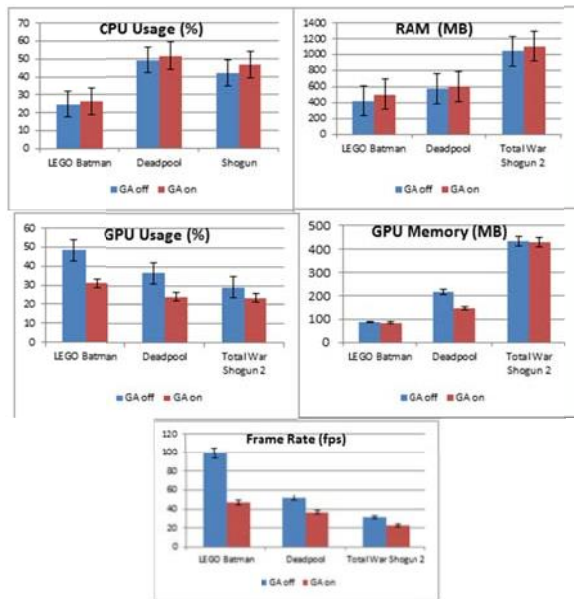 CPU Usage (%)
70
60
50
40
30
20
10
0
LEGO Batman Deadpool Shogun
GA off GA on
RAM (MB)
1400
1200
1000
800
600
400
200
0
LEGO Batman Deadpool Total War
Shogun 2
GA off GA on
GPU Usage (%)
60
50
40
30
20
10
0
LEGO Batman Deadpool Total War
Shogun 2
GA off GA on
GPU Memory (MB)
500
400
300
200
100
0
LEGO Batman Deadpool Total War
Shogun 2
GA off GA on
Frame Rate (fps)
120
100
80
60
40
20
0
LEGO Batman Deadpool Total War Shogun 2
GA off GA on